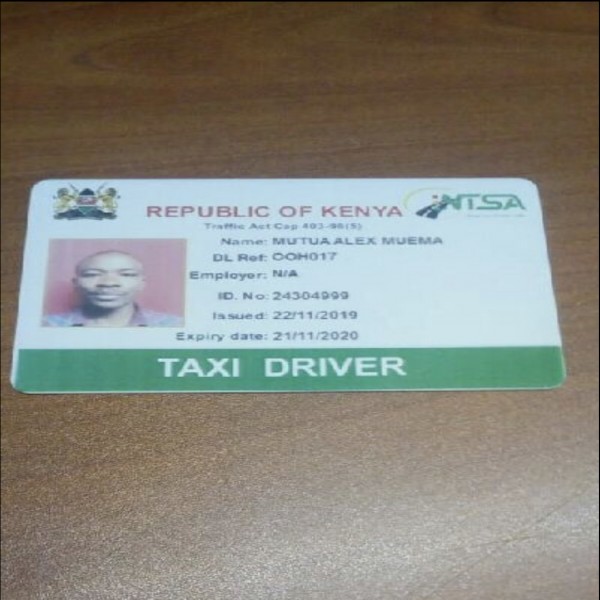 REPUBLIC OF KENYA
NTSA
Traffic Act Cap 403-98(5)
Name: MUTUA ALEX MUEMA
DL Ref: OOH017
Employer: N/A
ID. No: 24304999
Issued: 22/11/2019
Expiry date: 21/11/2020
TAXI DRIVER